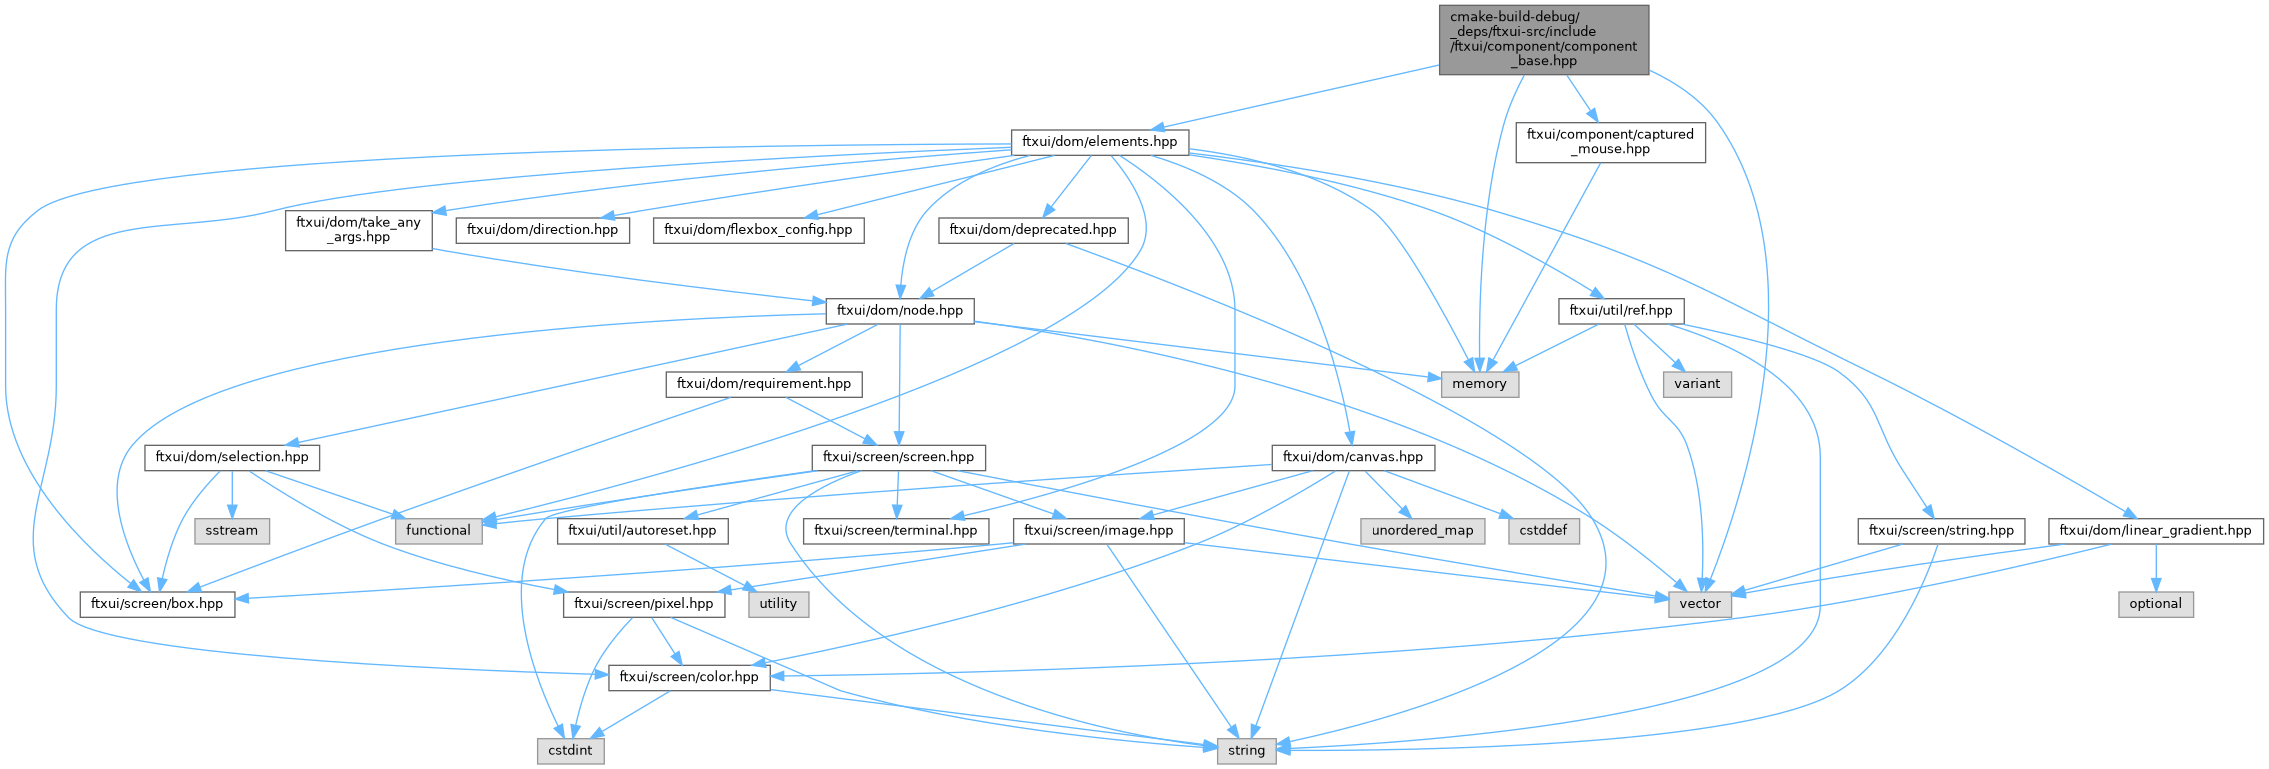 cmake-build-debug/
_deps/ftxui-src/include
/ftxui/component/component
_base.hpp
ftxui/dom/elements.hpp
ftxui/component/captured
_mouse.hpp
ftxui/dom/take_any
_args.hpp
ftxui/dom/direction.hpp
ftxui/dom/flexbox_config.hpp
ftxui/dom/deprecated.hpp
ftxui/dom/node.hpp
ftxui/util/ref.hpp
ftxui/dom/requirement.hpp
memory
variant
ftxui/dom/selection.hpp
ftxui/screen/screen.hpp
ftxui/dom/canvas.hpp
sstream
functional
ftxui/util/autoreset.hpp
ftxui/screen/terminal.hpp
ftxui/screen/image.hpp
unordered_map
cstddef
ftxui/screen/string.hpp
ftxui/dom/linear_gradient.hpp
ftxui/screen/box.hpp
ftxui/screen/pixel.hpp
utility
vector
optional
ftxui/screen/color.hpp
cstdint
string